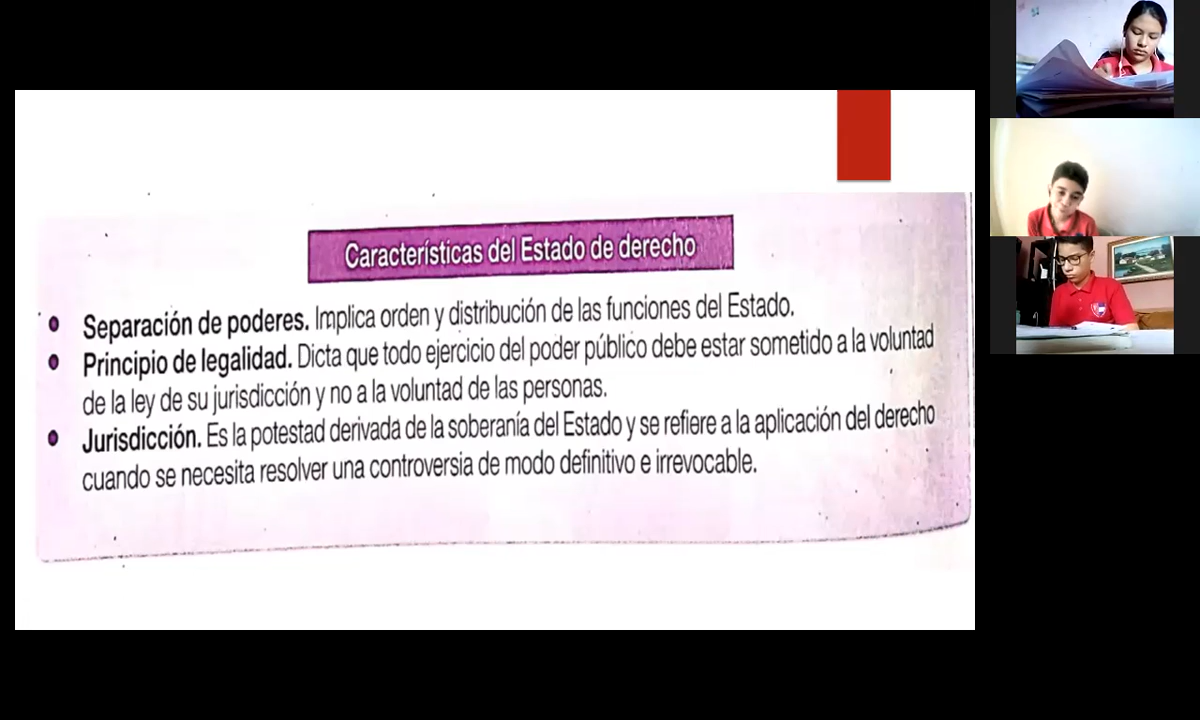 Características del Estado de derecho
Separación de poderes. Implica orden y distribución de las funciones del Estado.
Principio de legalidad. Dicta que todo ejercicio del poder público debe estar sometido a la voluntad
de la ley de su jurisdicción y no a la voluntad de las personas.
Jurisdicción. Es la potestad derivada de la soberanía del Estado y se refiere a la aplicación del derecho
cuando se necesita resolver una controversia de modo definitivo e irrevocable.